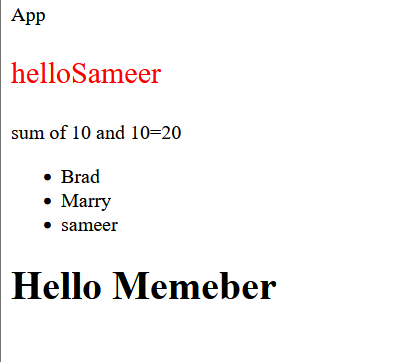 App
helloSameer
sum of 10 and 10=20
Brad
Marry
sameer
Hello Memeber